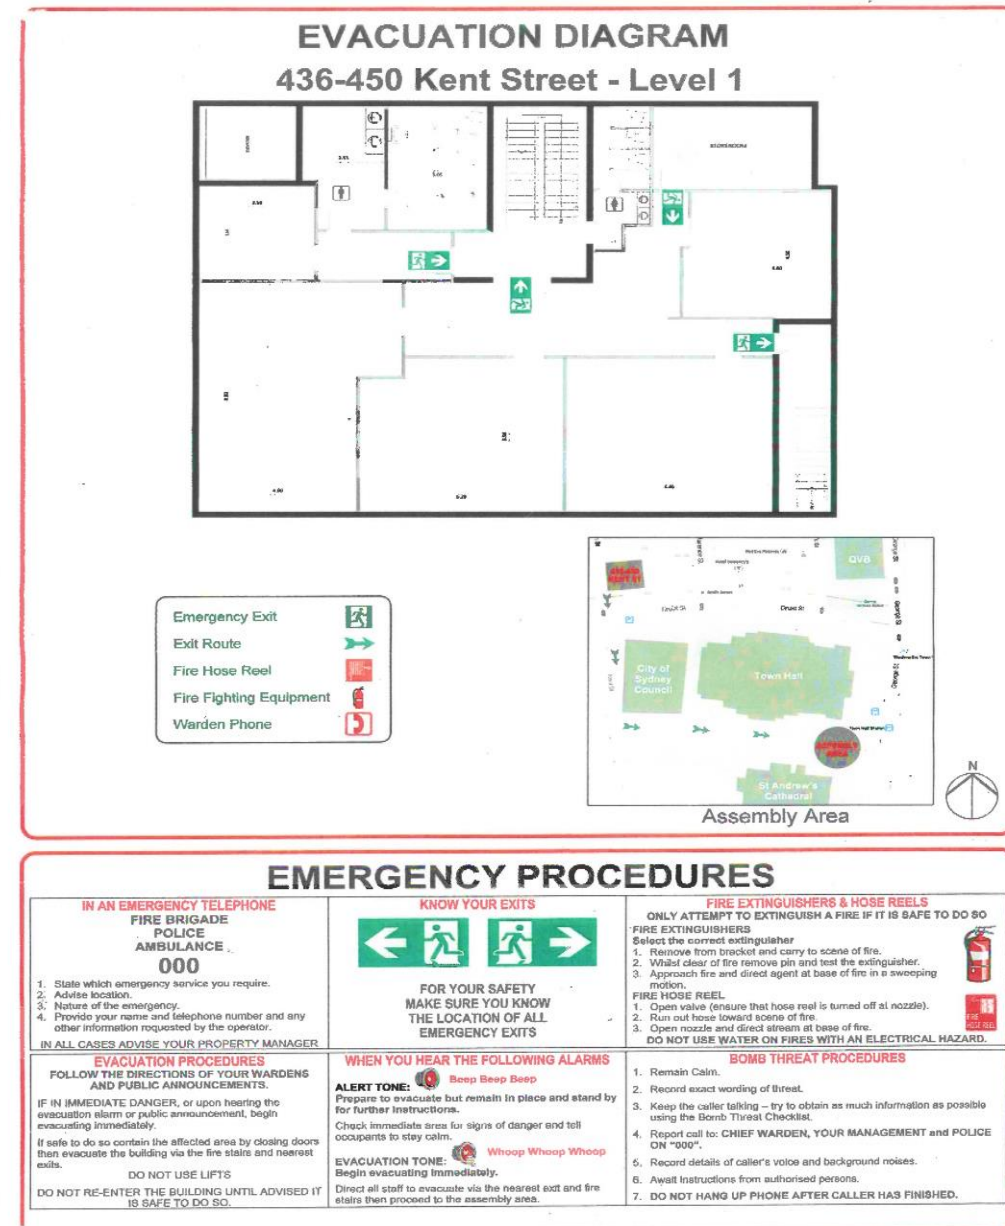 EVACUATION DIAGRAM
436-450 Kent Street - Level 1
Emergency Exit
Exit Route
Fire Hose Reel
Fire Fighting Equipment
Warden Phone
QVB
Druitt St
Druitt St
George St
City of
Sydney
Council
Town Hall
ASSEMBLY
AREA
St Andrew's
Cathedral
N
Assembly Area
EMERGENCY PROCEDURES
IN AN EMERGENCY TELEPHONE
FIRE BRIGADE
POLICE
AMBULANCE
000
1. State which emergency service you require.
2. Advise location.
3. Nature of the emergency.
4. Provide your name and telephone number and any
other information requested by the operator.
IN ALL CASES ADVISE YOUR PROPERTY MANAGER
KNOW YOUR EXITS
FOR YOUR SAFETY
MAKE SURE YOU KNOW
THE LOCATION OF ALL
EMERGENCY EXITS
FIRE EXTINGUISHERS & HOSE REELS
ONLY ATTEMPT TO EXTINGUISH A FIRE IF IT IS SAFE TO DO SO
FIRE EXTINGUISHERS
Select the correct extinguisher
1. Remove from bracket and carry to scene of fire.
2. Whilst clear of fire remove pin and test the extinguisher.
3. Approach fire and direct agent at base of fire in a sweeping
motion.
FIRE HOSE REEL
1. Open valve (ensure that hose reel is turned off at nozzle).
2. Run out hose toward scene of fire.
3. Open nozzle and direct stream at base of fire.
DO NOT USE WATER ON FIRES WITH AN ELECTRICAL HAZARD.
FIRE
HOSE REEL
EVACUATION PROCEDURES
FOLLOW THE DIRECTIONS OF YOUR WARDENS
AND PUBLIC ANNOUNCEMENTS.
IF IN IMMEDIATE DANGER, or upon hearing the
evacuation alarm or public announcement, begin
evacuating immediately.
If safe to do so contain the affected area by closing doors
then evacuate the building via the fire stairs and nearest
exits.
DO NOT USE LIFTS
DO NOT RE-ENTER THE BUILDING UNTIL ADVISED IT
IS SAFE TO DO SO.
WHEN YOU HEAR THE FOLLOWING ALARMS
ALERT TONE: Beep Beep Beep
Prepare to evacuate but remain in place and stand by
for further instructions.
Check immediate area for signs of danger and tell
occupants to stay calm.
EVACUATION TONE: Whoop Whoop Whoop
Begin evacuating immediately.
Direct all staff to evacuate via the nearest exit and fire
stairs then proceed to the assembly area.
BOMB THREAT PROCEDURES
1. Remain Calm.
2. Record exact wording of threat.
3. Keep the caller talking – try to obtain as much information as possible
using the Bomb Threat Checklist.
4. Report call to: CHIEF WARDEN, YOUR MANAGEMENT and POLICE
ON "000".
5. Record details of caller's voice and background noises.
6. Await instructions from authorised persons.
7. DO NOT HANG UP PHONE AFTER CALLER HAS FINISHED.